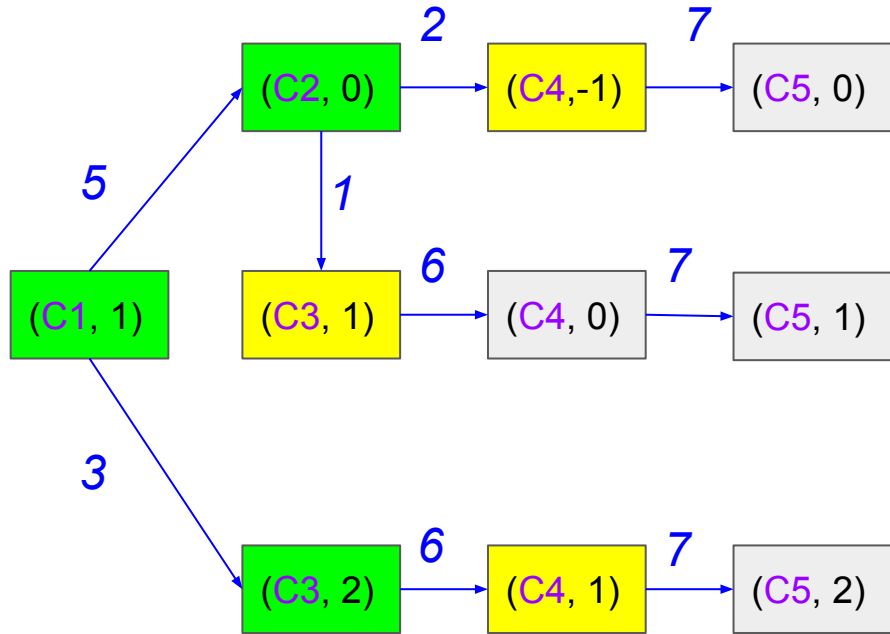 2
7
(C2, 0)
(C4,-1)
(C5, 0)
5
1
6
7
(C1, 1)
(C3, 1)
(C4, 0)
(C5, 1)
3
6
7
(C3, 2)
(C4, 1)
(C5, 2)